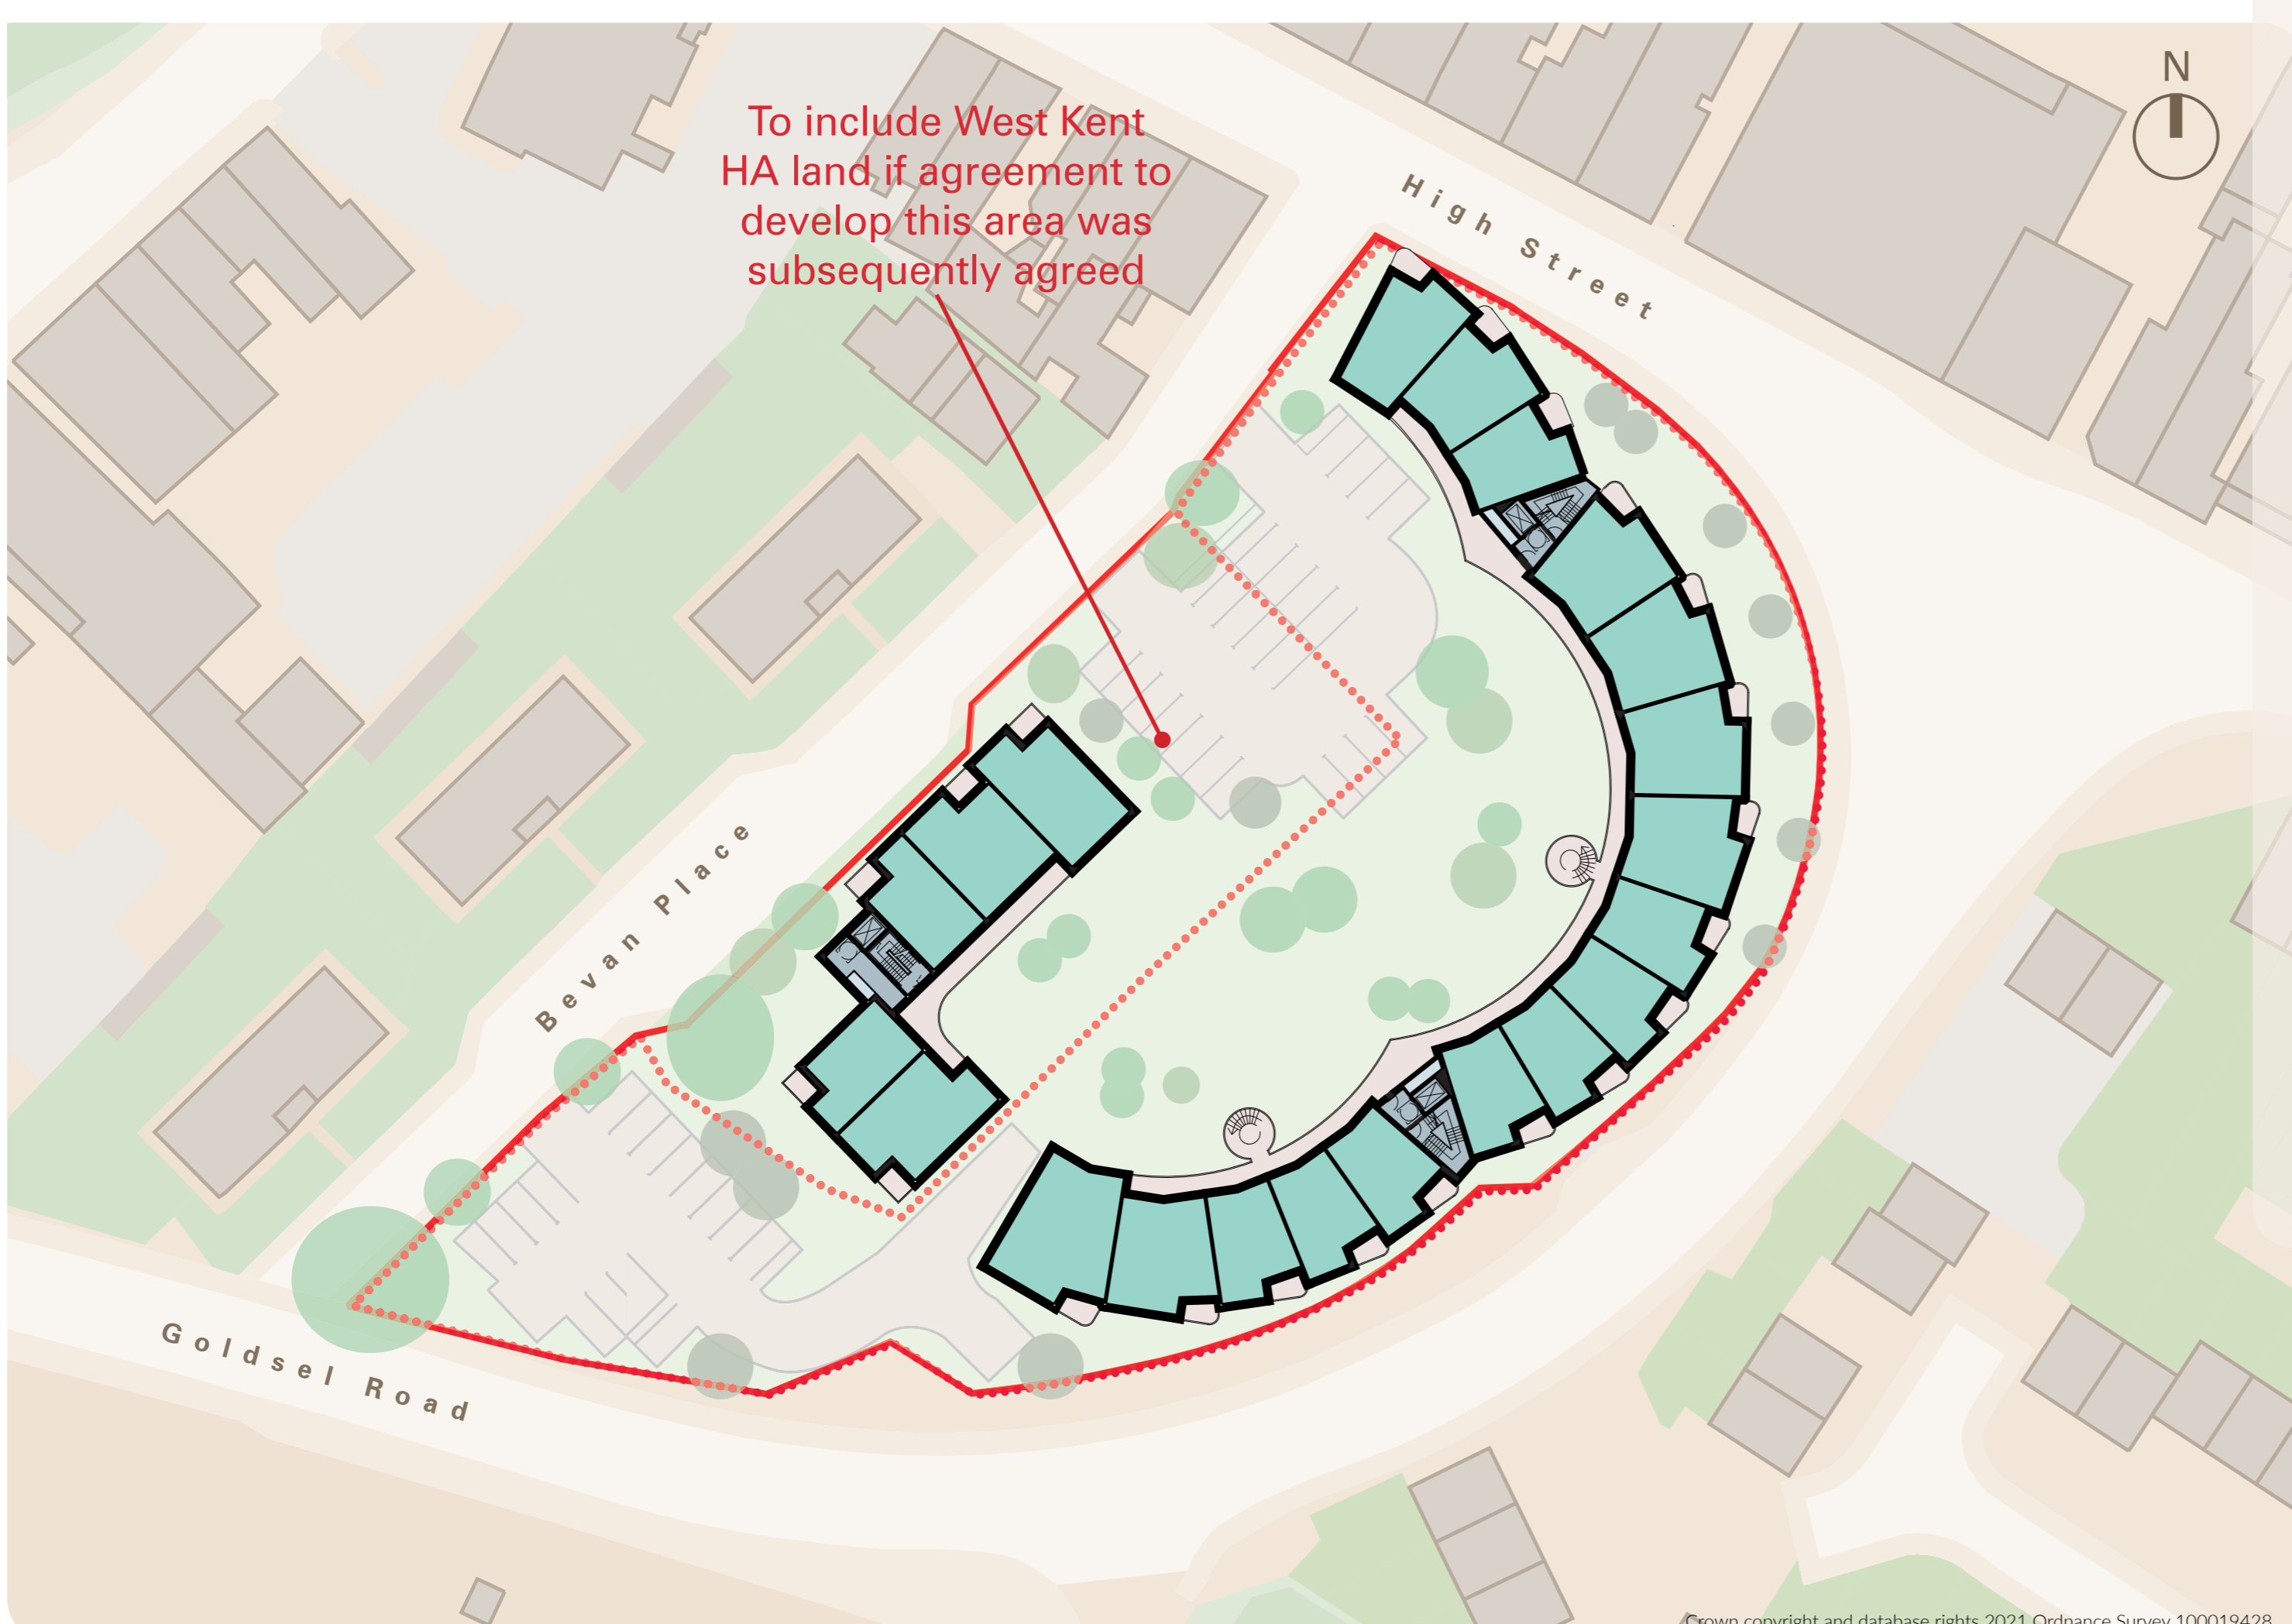 N
To include West Kent
HA land if agreement to
develop this area was
subsequently agreed
High Street
Bevan Place
Goldsel Road
Crown copyright and database rights 2021 Ordnance Survey 100019428